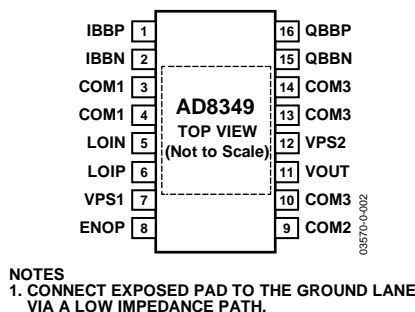 IBBP 1
IBBN 2
COM1 3
COM1 4
LOIN 5
LOIP 6
VPS1 7
ENOP 8
AD8349
TOP VIEW
(Not to Scale)
16 QBBP
15 QBBN
14 COM3
13 COM3
12 VPS2
11 VOUT
10 COM3
9 COM2
03570-0-002
NOTES
1. CONNECT EXPOSED PAD TO THE GROUND LANE
VIA A LOW IMPEDANCE PATH.